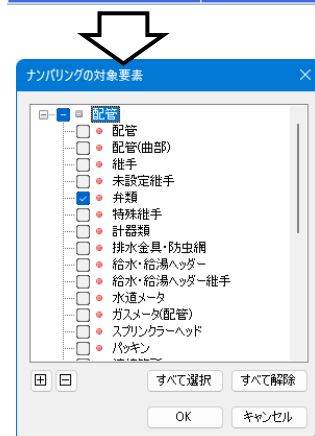 ナンバリングの対象要素
配管
配管
配管(曲部)
継手
未設定継手
弁類
特殊継手
計器類
排水金具・防虫網
給水・給湯ヘッダー
給水・給湯ヘッダー継手
水道メータ
ガスメータ(配管)
スプリンクラーヘッド
パッキン
すべて選択 すべて解除
OK キャンセル